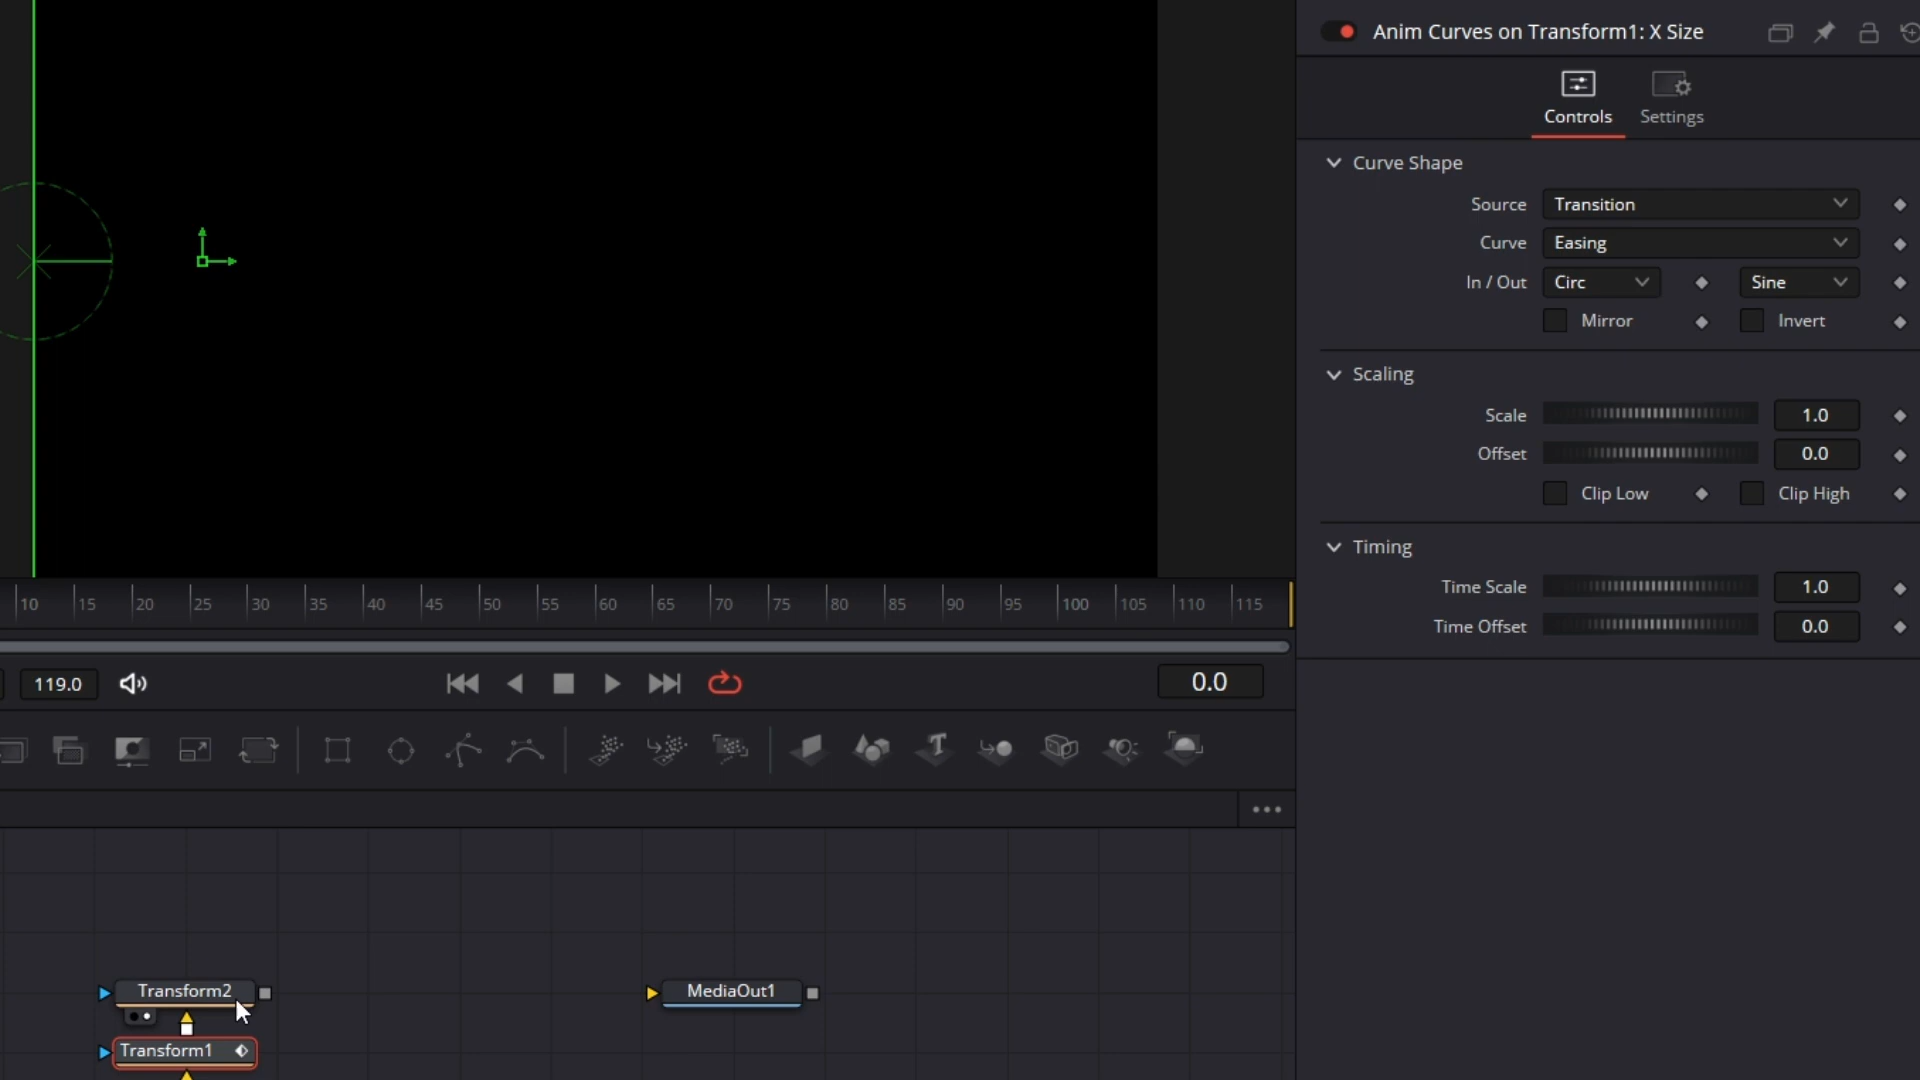 Anim Curves on Transform1: X Size
Controls
Settings
Curve Shape
Source
Transition
Curve
Easing
In / Out
Circ
Sine
Mirror
Invert
Scaling
Scale
1.0
Offset
0.0
Clip Low
Clip High
Timing
Time Scale
1.0
Time Offset
0.0
10 15 20 25 30 35 40 45 50 55 60 65 70 75 80 85 90 95 100 105 110 115
119.0
0.0
Transform2
MediaOut1
Transform1